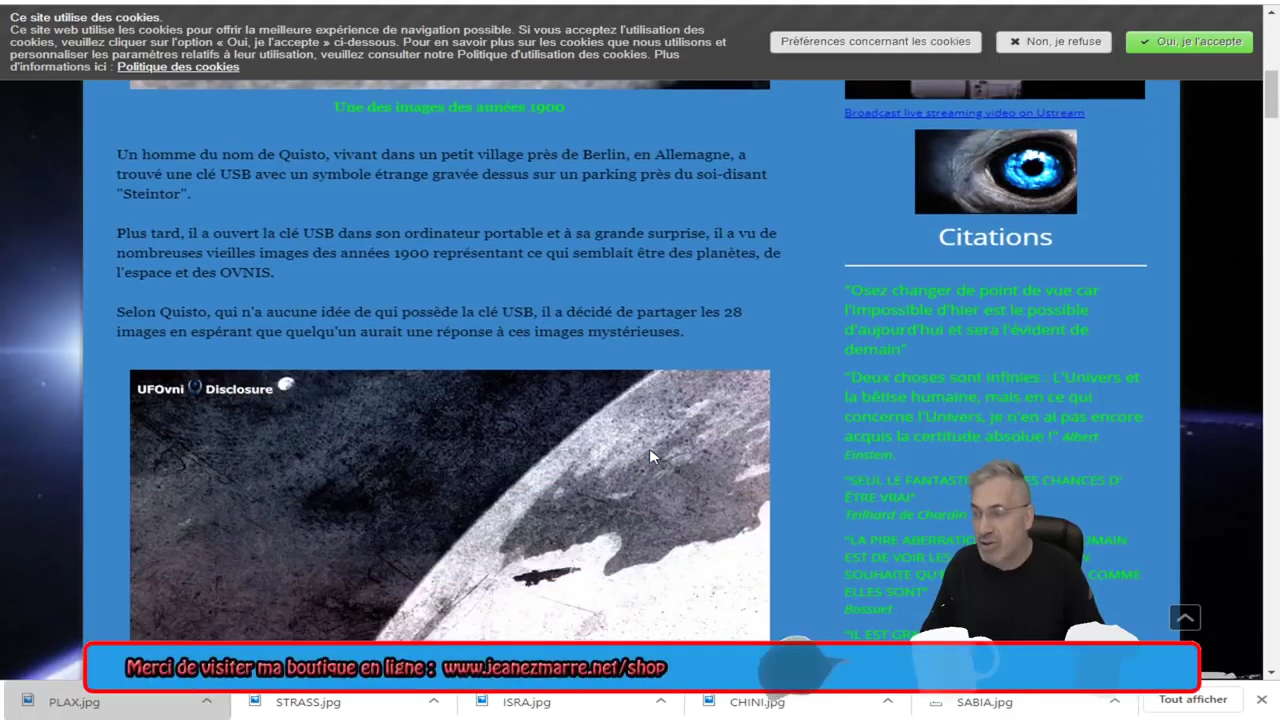 Ce site utilise des cookies.
Ce site web utilise les cookies pour offrir la meilleure expérience de navigation possible. Si vous acceptez l'utilisation des
cookies, veuillez cliquer sur l'option « Oui, je l'accepte » ci-dessous. Pour en savoir plus sur les cookies que nous utilisons et
personnaliser les paramètres relatifs à leur utilisation, veuillez consulter notre Politique d'utilisation des cookies. Plus
d'informations ici : Politique des cookies
Préférences concernant les cookies
Non, je refuse
Oui, je l'accepte
Une des images des années 1900
Un homme du nom de Quisto, vivant dans un petit village près de Berlin, en Allemagne, a
trouvé une clé USB avec un symbole étrange gravée dessus sur un parking près du soi-disant
"Steintor".
Plus tard, il a ouvert la clé USB dans son ordinateur portable et à sa grande surprise, il a vu de
nombreuses vieilles images des années 1900 représentant ce qui semblait être des planètes, de
l'espace et des OVNIS.
Selon Quisto, qui n'a aucune idée de qui possède la clé USB, il a décidé de partager les 28
images en espérant que quelqu'un aurait une réponse à ces images mystérieuses.
UFOvni Disclosure
Broadcast live streaming video on Ustream
Citations
"Osez changer de point de vue car
l'impossible d'hier est le possible
d'aujourd'hui et sera l'évident de
demain"
"Deux choses sont infinies : L'Univers et
la bêtise humaine, mais en ce qui
concerne l'Univers, je n'en ai pas encore
acquis la certitude absolue !" Albert
Einstein.
"SEUL LE FANTAST ES CHANCES D'
ÊTRE VRAI"
Teilhard de Chardin
"LA PIRE ABERRATI UMAIN
EST DE VOIR LES N
SOUHAITE QU COMME
ELLES SONT"
Bossuet
"IL EST GR
Merci de visiter ma boutique en ligne : www.jeanezmarre.net/shop
PLAX.jpg
STRASS.jpg
ISRA.jpg
CHINI.jpg
SABIA.jpg
Tout afficher